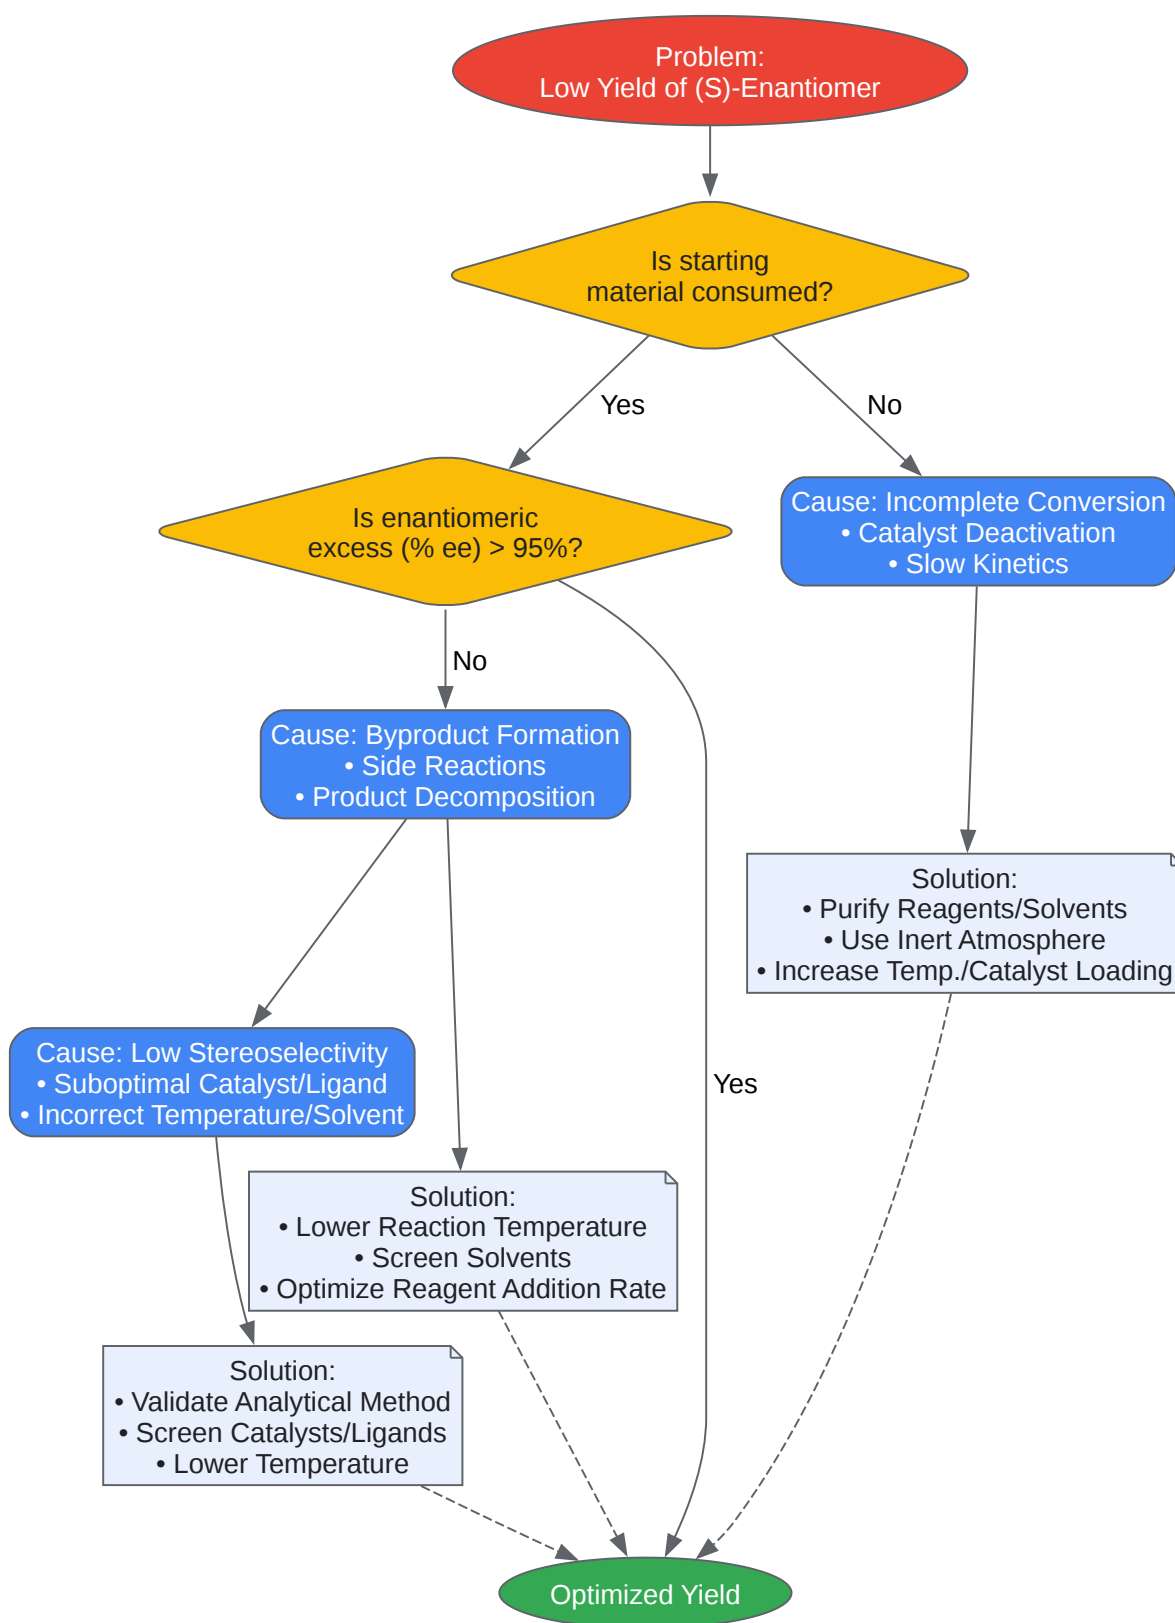 Problem:
Low Yield of (S)-Enantiomer
Is starting
material consumed?
Yes
No
Is enantiomeric
excess (% ee) > 95%?
Cause: Incomplete Conversion
• Catalyst Deactivation
• Slow Kinetics
No
Cause: Byproduct Formation
• Side Reactions
• Product Decomposition
Solution:
• Purify Reagents/Solvents
• Use Inert Atmosphere
• Increase Temp./Catalyst Loading
Cause: Low Stereoselectivity
• Suboptimal Catalyst/Ligand
• Incorrect Temperature/Solvent
Yes
Solution:
• Lower Reaction Temperature
• Screen Solvents
• Optimize Reagent Addition Rate
Solution:
• Validate Analytical Method
• Screen Catalysts/Ligands
• Lower Temperature
Optimized Yield